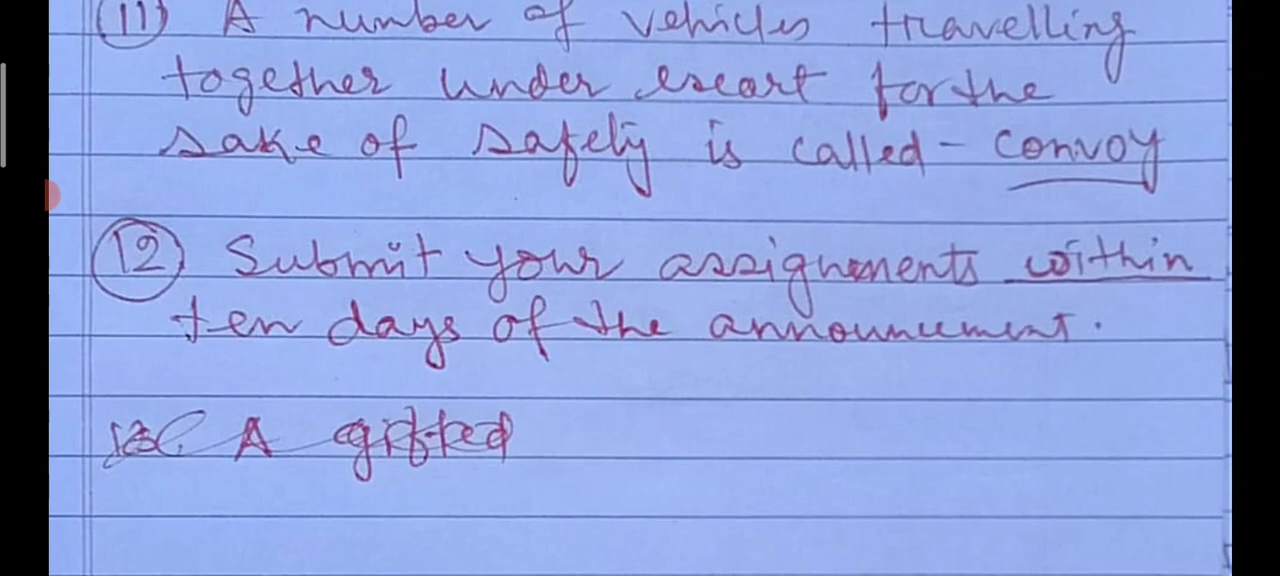 (11) A number of vehicles travelling
together under escort for the
sake of safety is called - convoy
(12) Submit your assignments within
ten days of the announcement.
13. A gifted